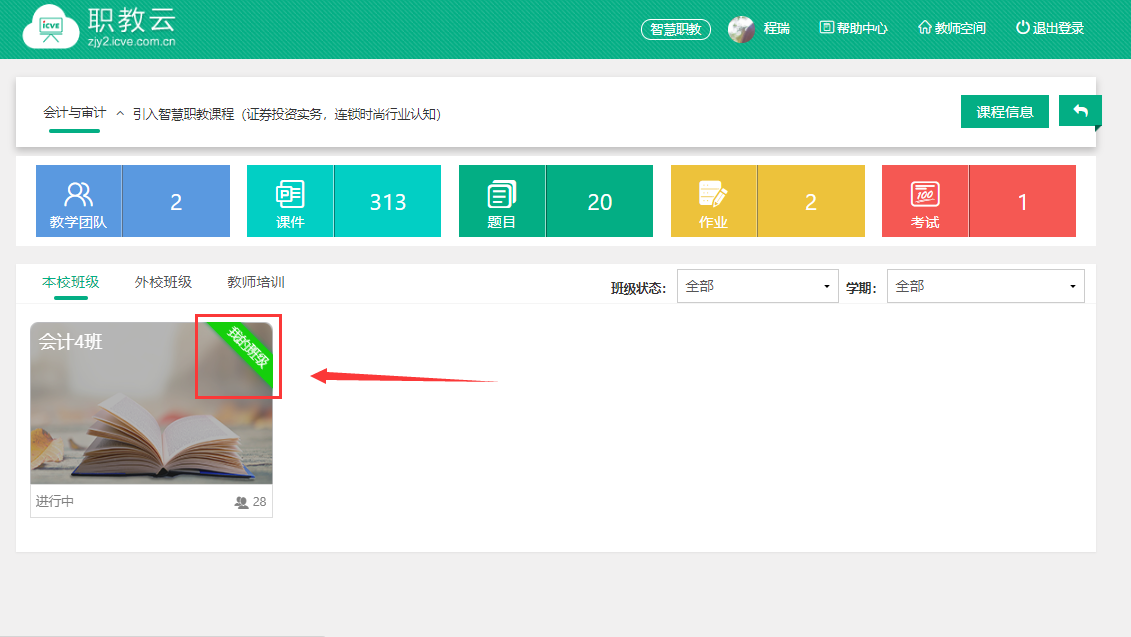 icve 职教云 zjy2.icve.com.cn
智慧职教 程瑞 帮助中心 教师空间 退出登录
会计与审计 引入智慧职教课程（证券投资实务，连锁时尚行业认知）
课程信息
教学团队 2
课件 313
题目 20
作业 2
100 考试 1
本校班级 外校班级 教师培训 班级状态: 全部 学期: 全部
会计4班
我的班级
进行中 28